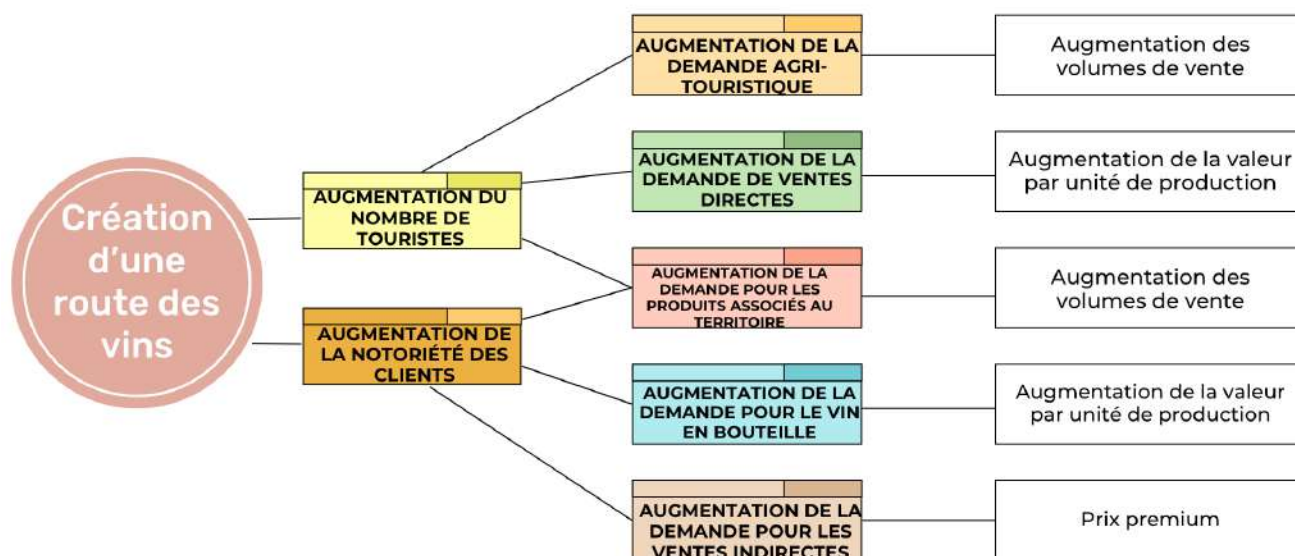 Création
d'une
route des
vins
AUGMENTATION DU
NOMBRE DE
TOURISTES
AUGMENTATION DE
LA NOTORIÉTÉ DES
CLIENTS
AUGMENTATION DE LA
DEMANDE AGRI-
TOURISTIQUE
AUGMENTATION DE LA
DEMANDE DE VENTES
DIRECTES
AUGMENTATION DE LA
DEMANDE POUR LES
PRODUITS ASSOCIÉS AU
TERRITOIRE
AUGMENTATION DE LA
DEMANDE POUR LE VIN
EN BOUTEILLE
AUGMENTATION DE LA
DEMANDE POUR LES
VENTES INDIRECTES
Augmentation des
volumes de vente
Augmentation de la valeur
par unité de production
Augmentation des
volumes de vente
Augmentation de la valeur
par unité de production
Prix premium